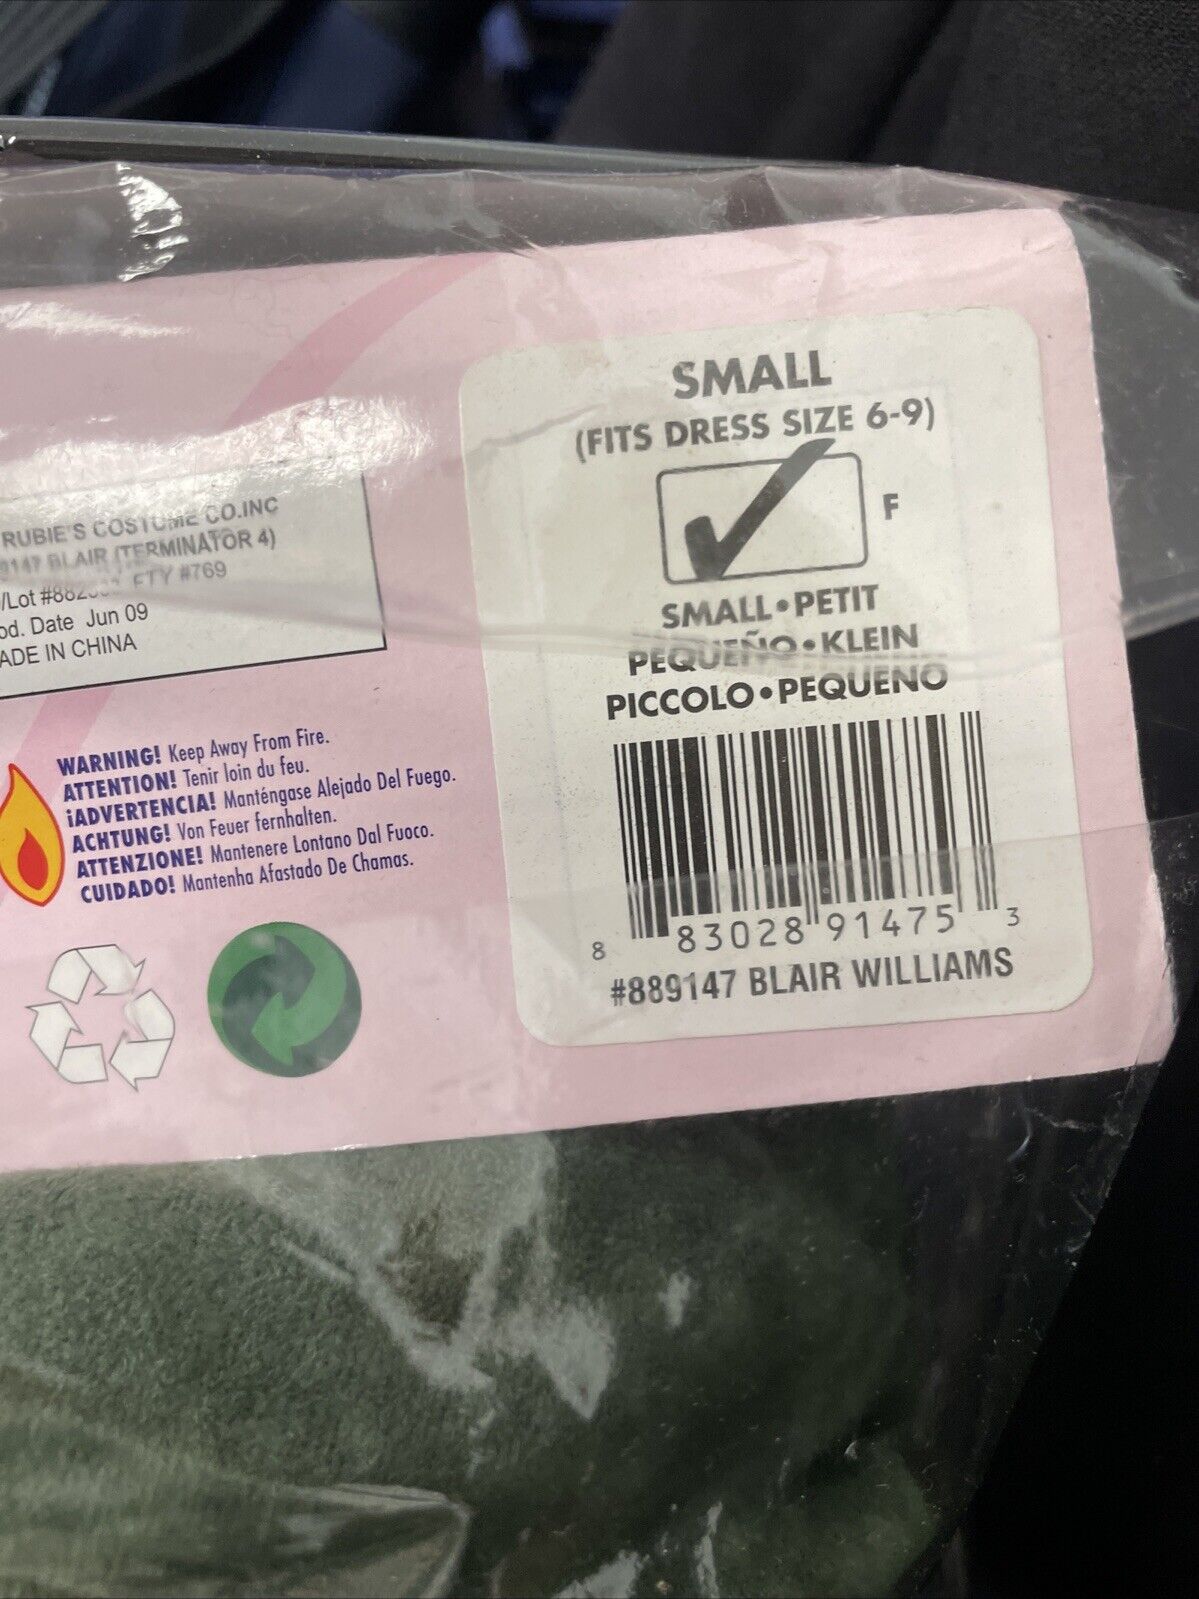 SMALL
(FITS DRESS SIZE 6-9)
F
SMALL•PETIT
PEQUEÑO•KLEIN
PICCOLO•PEQUENO
8 83028 91475 3
#889147 BLAIR WILLIAMS
RUBIE'S COSTUME CO.INC
9147 BLAIR (TERMINATOR 4)
/Lot FTY #769
od. Date Jun 09
ADE IN CHINA
WARNING! Keep Away From Fire.
ATTENTION! Tenir loin du feu.
¡ADVERTENCIA! Manténgase Alejado Del Fuego.
ACHTUNG! Von Feuer fernhalten.
ATTENZIONE! Mantenere Lontano Dal Fuoco.
CUIDADO! Mantenha Afastado De Chamas.